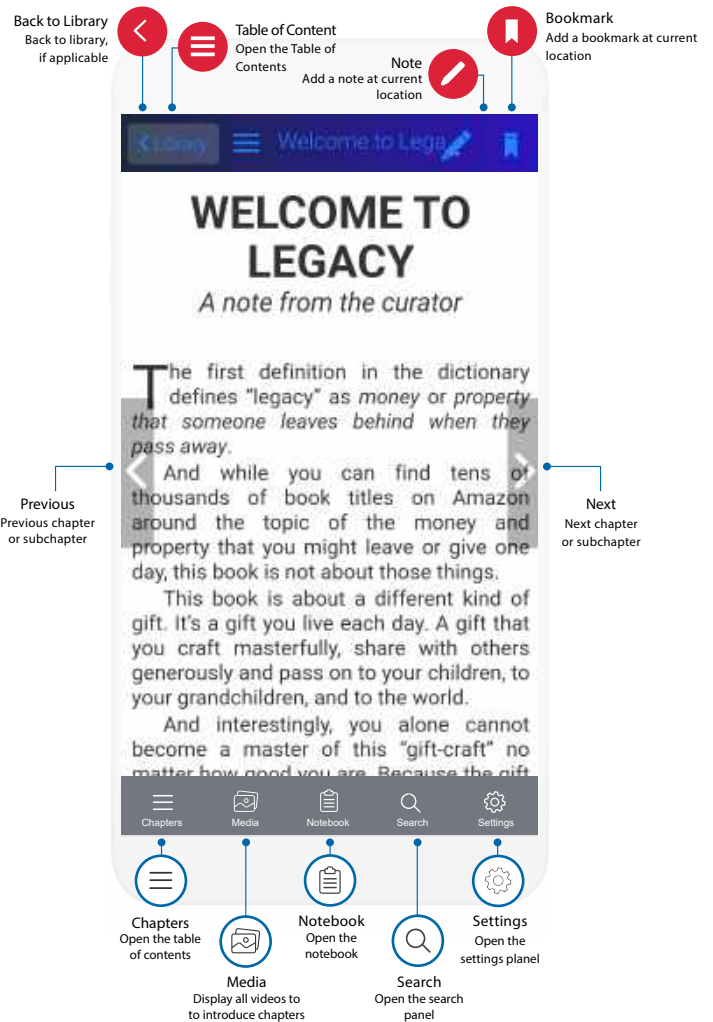 Back to Library
Back to library,
if applicable
Table of Content
Open the Table of
Contents
Note
Add a note at current
location
Bookmark
Add a bookmark at current
location
Library
Welcome to Lega
WELCOME TO
LEGACY
A note from the curator
The first definition in the dictionary
defines "legacy" as money or property
that someone leaves behind when they
pass away.
And while you can find tens of
thousands of book titles on Amazon
around the topic of the money and
property that you might leave or give one
day, this book is not about those things.
This book is about a different kind of
gift. It's a gift you live each day. A gift that
you craft masterfully, share with others
generously and pass on to your children, to
your grandchildren, and to the world.
And interestingly, you alone cannot
become a master of this "gift-craft" no
matter how good you are. Because the gift
Previous
Previous chapter
or subchapter
Next
Next chapter
or subchapter
Chapters
Media
Notebook
Search
Settings
Chapters
Open the table
of contents
Media
Display all videos to
to introduce chapters
Notebook
Open the
notebook
Search
Open the search
panel
Settings
Open the
settings planel